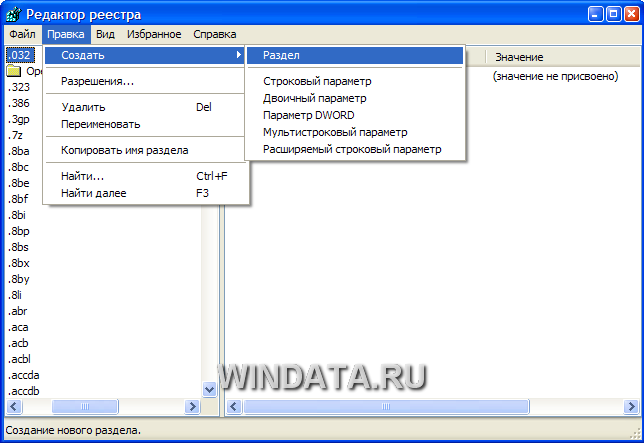 Редактор реестра
Файл Правка Вид Избранное Справка
Создать
Разрешения...
Удалить Del
Переименовать
Копировать имя раздела
Найти... Ctrl+F
Найти далее F3
Раздел
Строковый параметр
Двоичный параметр
Параметр DWORD
Мультистроковый параметр
Расширяемый строковый параметр
Значение
(значение не присвоено)
.032
Ope
.323
.386
.3gp
.7z
.8ba
.8bc
.8be
.8bf
.8bi
.8bp
.8bs
.8bx
.8by
.8li
.abr
.aca
.acb
.acbl
.accda
.accdb
WINDATA.RU
Создание нового раздела.